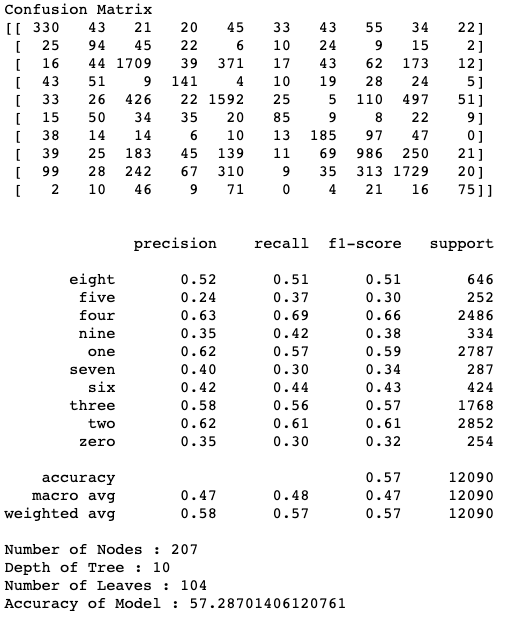 Confusion Matrix
[[ 330 43 21 20 45 33 43 55 34 22]
[ 25 94 45 22 6 10 24 9 15 2]
[ 16 44 1709 39 371 17 43 62 173 12]
[ 43 51 9 141 4 10 19 28 24 5]
[ 33 26 426 22 1592 25 5 110 497 51]
[ 15 50 34 35 20 85 9 8 22 9]
[ 38 14 14 6 10 13 185 97 47 0]
[ 39 25 183 45 139 11 69 986 250 21]
[ 99 28 242 67 310 9 35 313 1729 20]
[ 2 10 46 9 71 0 4 21 16 75]]
precision recall f1-score support
eight 0.52 0.51 0.51 646
five 0.24 0.37 0.30 252
four 0.63 0.69 0.66 2486
nine 0.35 0.42 0.38 334
one 0.62 0.57 0.59 2787
seven 0.40 0.30 0.34 287
six 0.42 0.44 0.43 424
three 0.58 0.56 0.57 1768
two 0.62 0.61 0.61 2852
zero 0.35 0.30 0.32 254
accuracy 0.57 12090
macro avg 0.47 0.48 0.47 12090
weighted avg 0.58 0.57 0.57 12090
Number of Nodes : 207
Depth of Tree : 10
Number of Leaves : 104
Accuracy of Model : 57.28701406120761